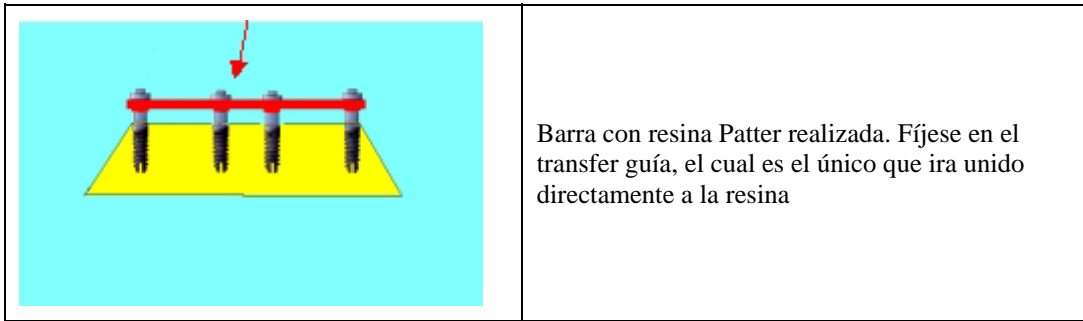 Barra con resina Patter realizada. Fíjese en el
transfer guía, el cual es el único que ira unido
directamente a la resina